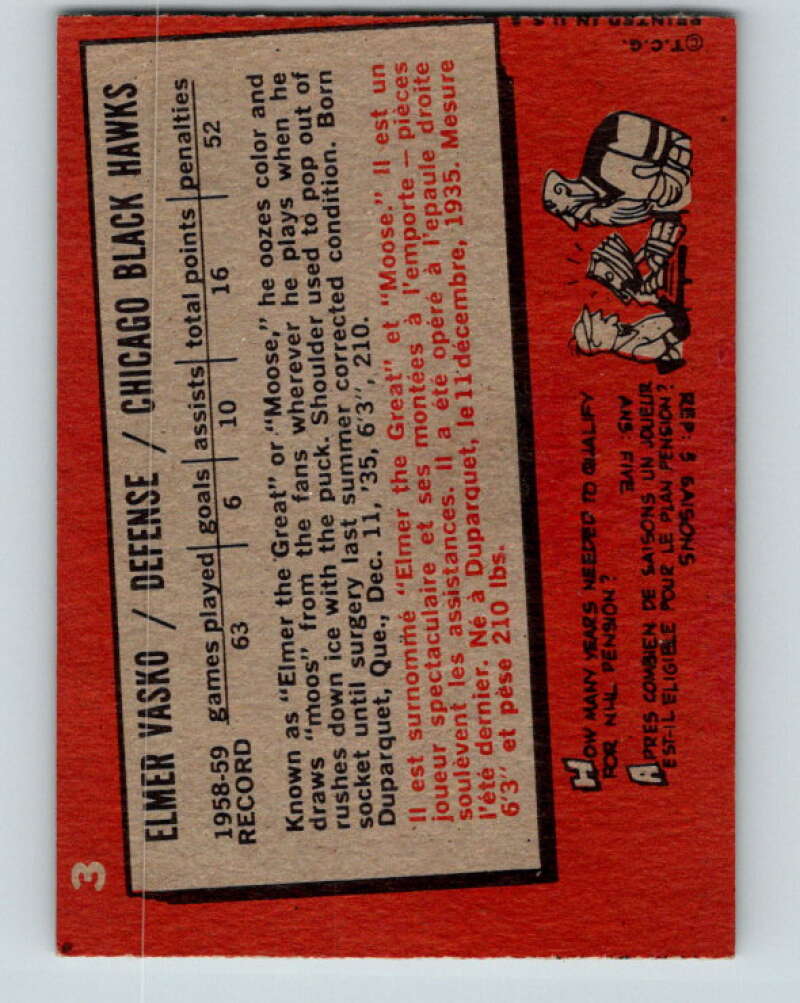 3
ELMER VASKO / DEFENSE / CHICAGO BLACK HAWKS
1958-59 games played goals assists total points penalties
RECORD 63 6 10 16 52
Known as "Elmer the Great" or "Moose," he oozes color and
draws "moos" from the fans wherever he plays when he
rushes down ice with the puck. Shoulder used to pop out of
socket until surgery last summer corrected condition. Born
Duparquet, Que., Dec. 11, '35, 6'3", 210.
Il est surnommé "Elmer the Great" et "Moose." Il est un
joueur spectaculaire et ses montées à l'emporte — pièces
soulèvent les assistances. Il a été opéré à l'epaule droite
l'été dernier. Né à Duparquet, le 11 décembre, 1935. Mesure
6'3" et pèse 210 lbs.
HOW MANY YEARS NEEDED TO QUALIFY
FOR NHL PENSION?
ANS: FIVE
APRES COMBIEN DE SAISONS UN JOUEUR
EST-IL ELIGIBLE POUR LE PLAN PENSION?
REP: 5 SAISONS
© T.C.G.
PRINTED IN U.S.A.